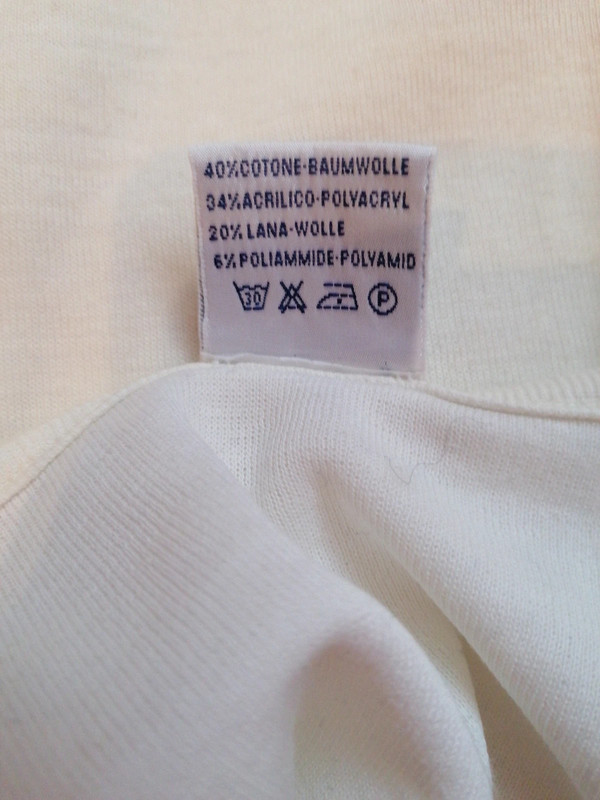 40%COTONE-BAUMWOLLE
34%ACRILICO-POLYACRYL
20% LANA-WOLLE
6% POLIAMMIDE-POLYAMID
30 P